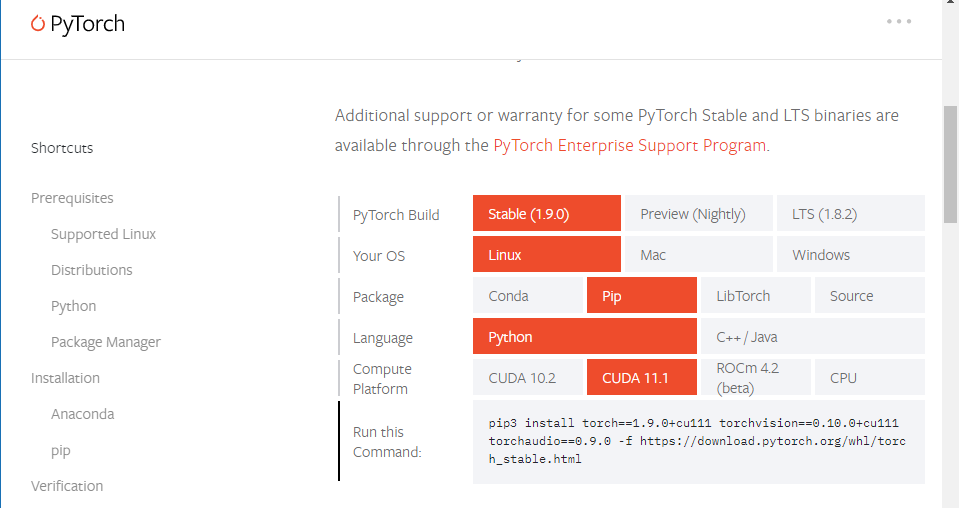 PyTorch
Additional support or warranty for some PyTorch Stable and LTS binaries are
available through the PyTorch Enterprise Support Program.
Shortcuts
Prerequisites
Supported Linux
Distributions
Python
Package Manager
Installation
Anaconda
pip
Verification
PyTorch Build Stable (1.9.0) Preview (Nightly) LTS (1.8.2)
Your OS Linux Mac Windows
Package Conda Pip LibTorch Source
Language Python C++ / Java
Compute
Platform
CUDA 10.2 CUDA 11.1
ROCm 4.2
(beta)
CPU
Run this
Command:
pip3 install torch==1.9.0+cu111 torchvision==0.10.0+cu111
torchaudio==0.9.0 -f https://download.pytorch.org/whl/torc
h_stable.html